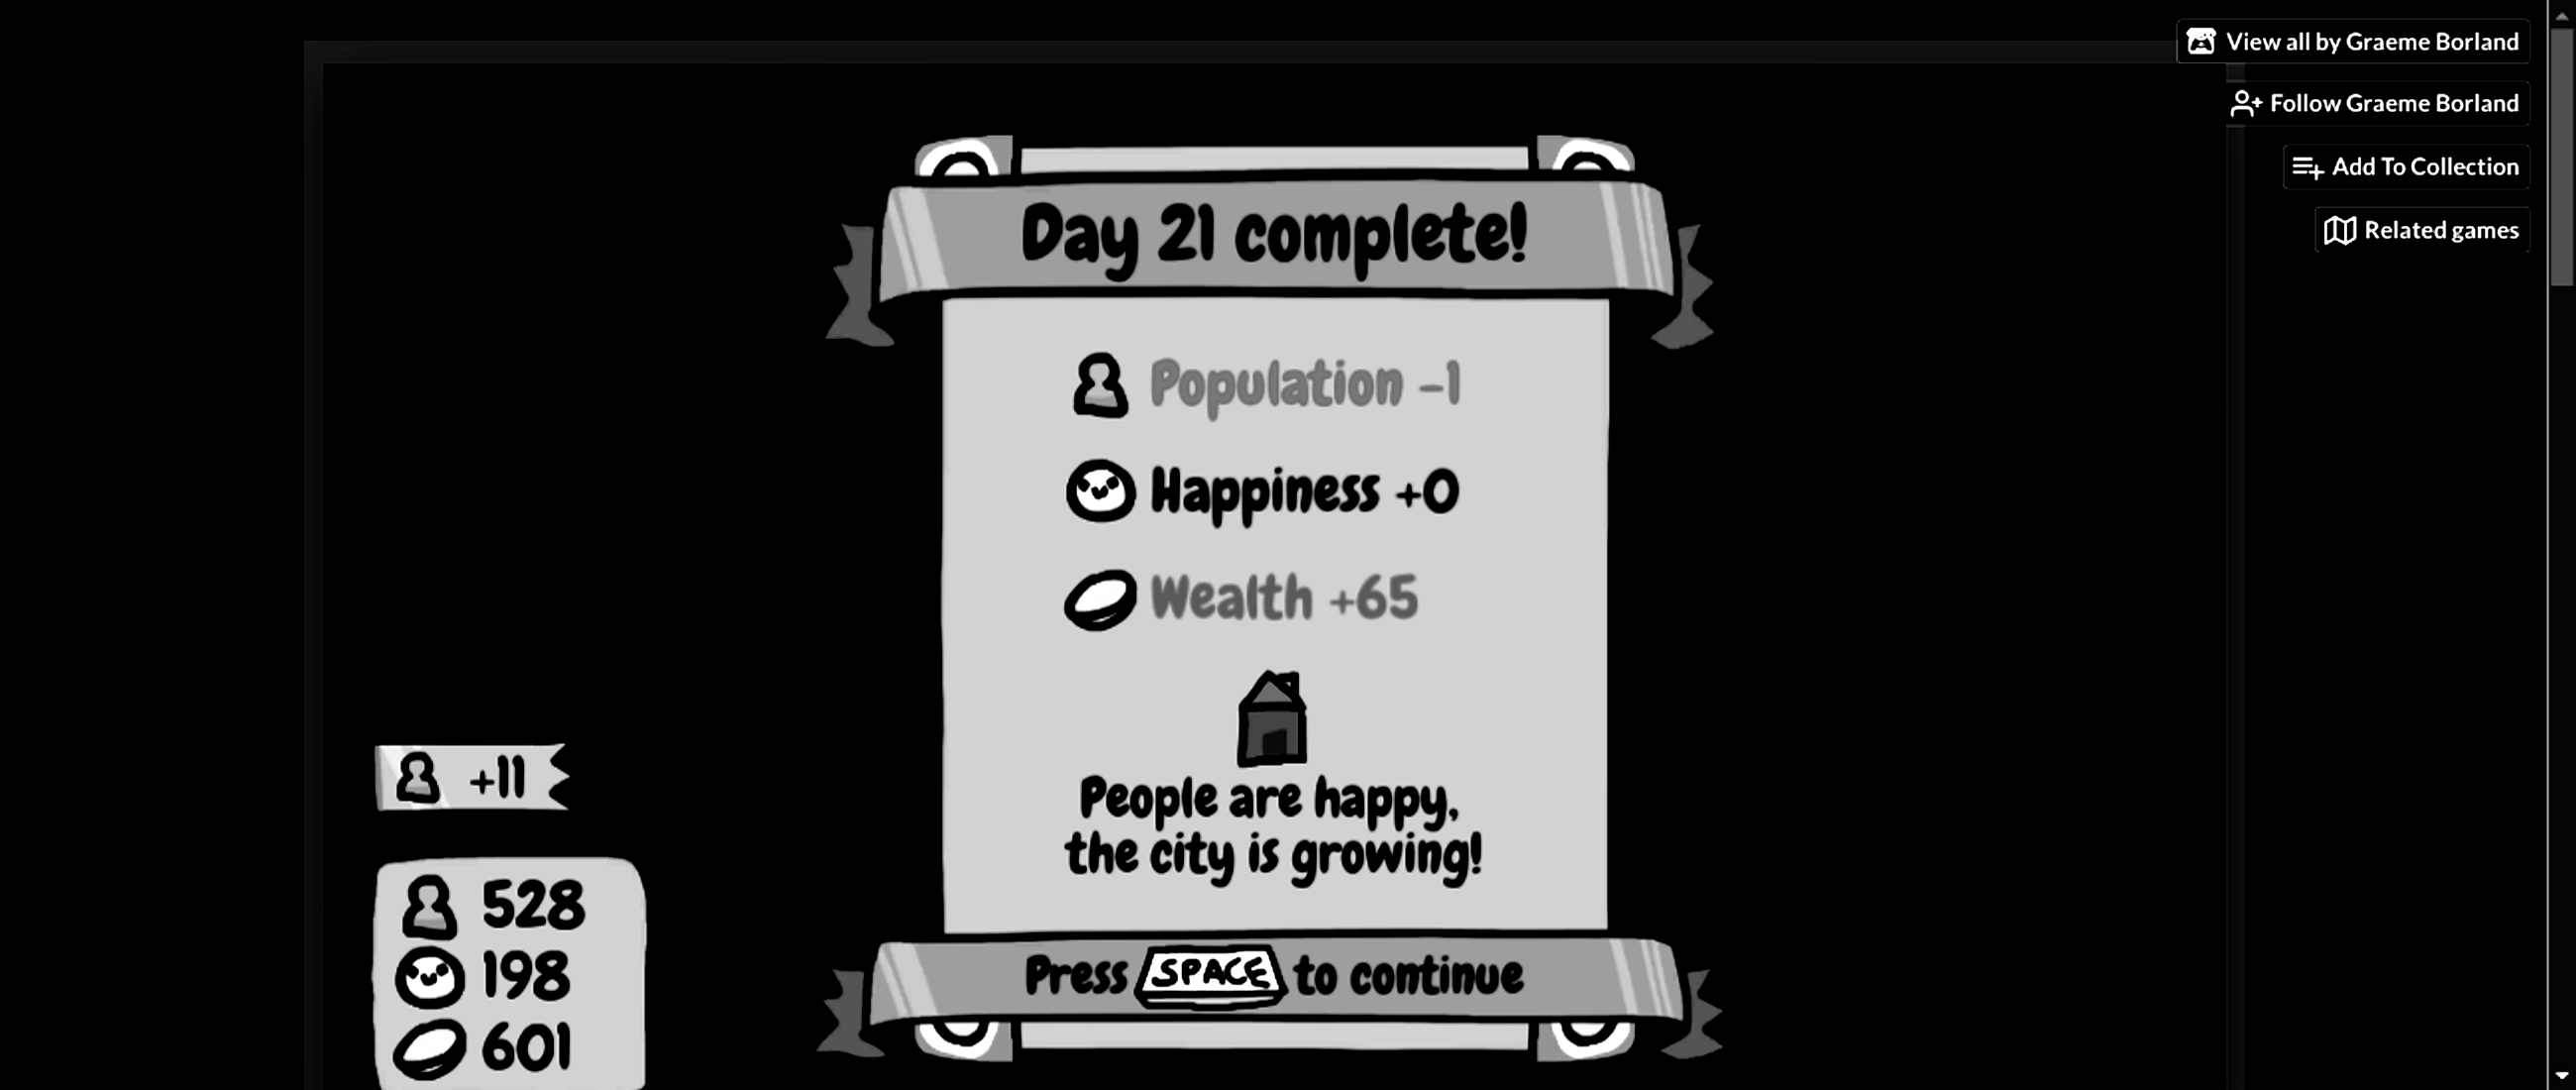 View all by Graeme Borland
Follow Graeme Borland
Add To Collection
Related games
Day 21 complete!
Population -1
Happiness +0
Wealth +65
People are happy,
the city is growing!
Press SPACE to continue
+11
528
198
601